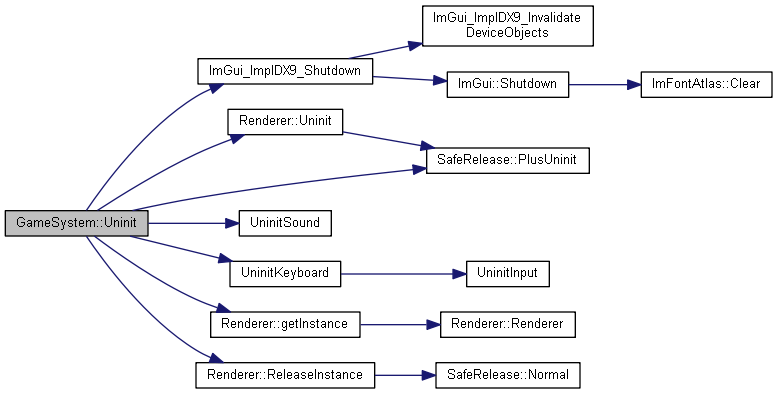 ImGui_ImplDX9_Invalidate
DeviceObjects
ImGui_ImplDX9_Shutdown
ImGui::Shutdown
ImFontAtlas::Clear
Renderer::Uninit
SafeRelease::PlusUninit
GameSystem::Uninit
UninitSound
UninitKeyboard
UninitInput
Renderer::getInstance
Renderer::Renderer
Renderer::ReleaseInstance
SafeRelease::Normal